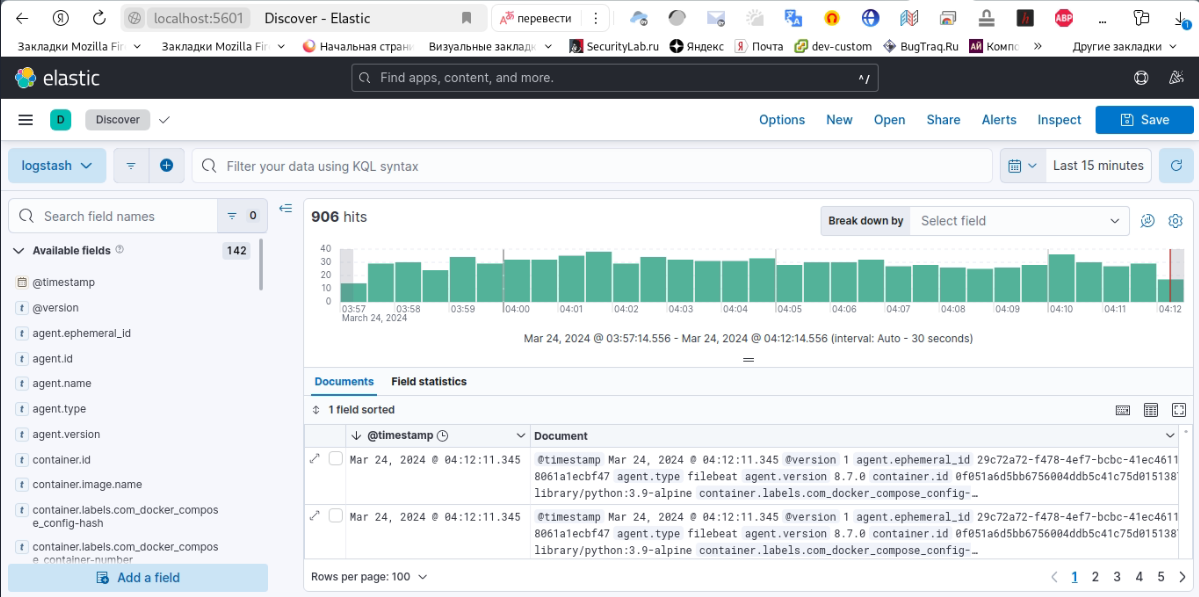 localhost:5601 Discover - Elastic перевести ABP ...
Закладки Mozilla Fir Закладки Mozilla Fir Начальная стран Визуальные заклад SecurityLab.ru Яндекс Почта dev-custom BugTraq.Ru АЙ Компс » Другие закладки
elastic Find apps, content, and more. ^/
D Discover Options New Open Share Alerts Inspect Save
logstash Filter your data using KQL syntax Last 15 minutes
Search field names 0
906 hits Break down by Select field
Available fields 142
@timestamp
@version
agent.ephemeral_id
agent.id
agent.name
agent.type
agent.version
container.id
container.image.name
container.labels.com_docker_compos
e_config-hash
container.labels.com_docker_compos
e_container-number
Add a field
40
30
20
10
0
03:57 03:58 03:59 04:00 04:01 04:02 04:03 04:04 04:05 04:06 04:07 04:08 04:09 04:10 04:11 04:12
March 24, 2024
Mar 24, 2024 @ 03:57:14.556 - Mar 24, 2024 @ 04:12:14.556 (interval: Auto - 30 seconds)
Documents Field statistics
1 field sorted
@timestamp Document
Mar 24, 2024 @ 04:12:11.345 @timestamp Mar 24, 2024 @ 04:12:11.345 @version 1 agent.ephemeral_id 29c72a72-f478-4ef7-bcbc-41ec4611
8061a1ecbf47 agent.type filebeat agent.version 8.7.0 container.id 0f051a6d5bb6756004ddb5c41c75d015138
library/python:3.9-alpine container.labels.com_docker_compose_config-…
Mar 24, 2024 @ 04:12:11.345 @timestamp Mar 24, 2024 @ 04:12:11.345 @version 1 agent.ephemeral_id 29c72a72-f478-4ef7-bcbc-41ec4611
8061a1ecbf47 agent.type filebeat agent.version 8.7.0 container.id 0f051a6d5bb6756004ddb5c41c75d015138
library/python:3.9-alpine container.labels.com_docker_compose_config-…
Rows per page: 100 1 2 3 4 5